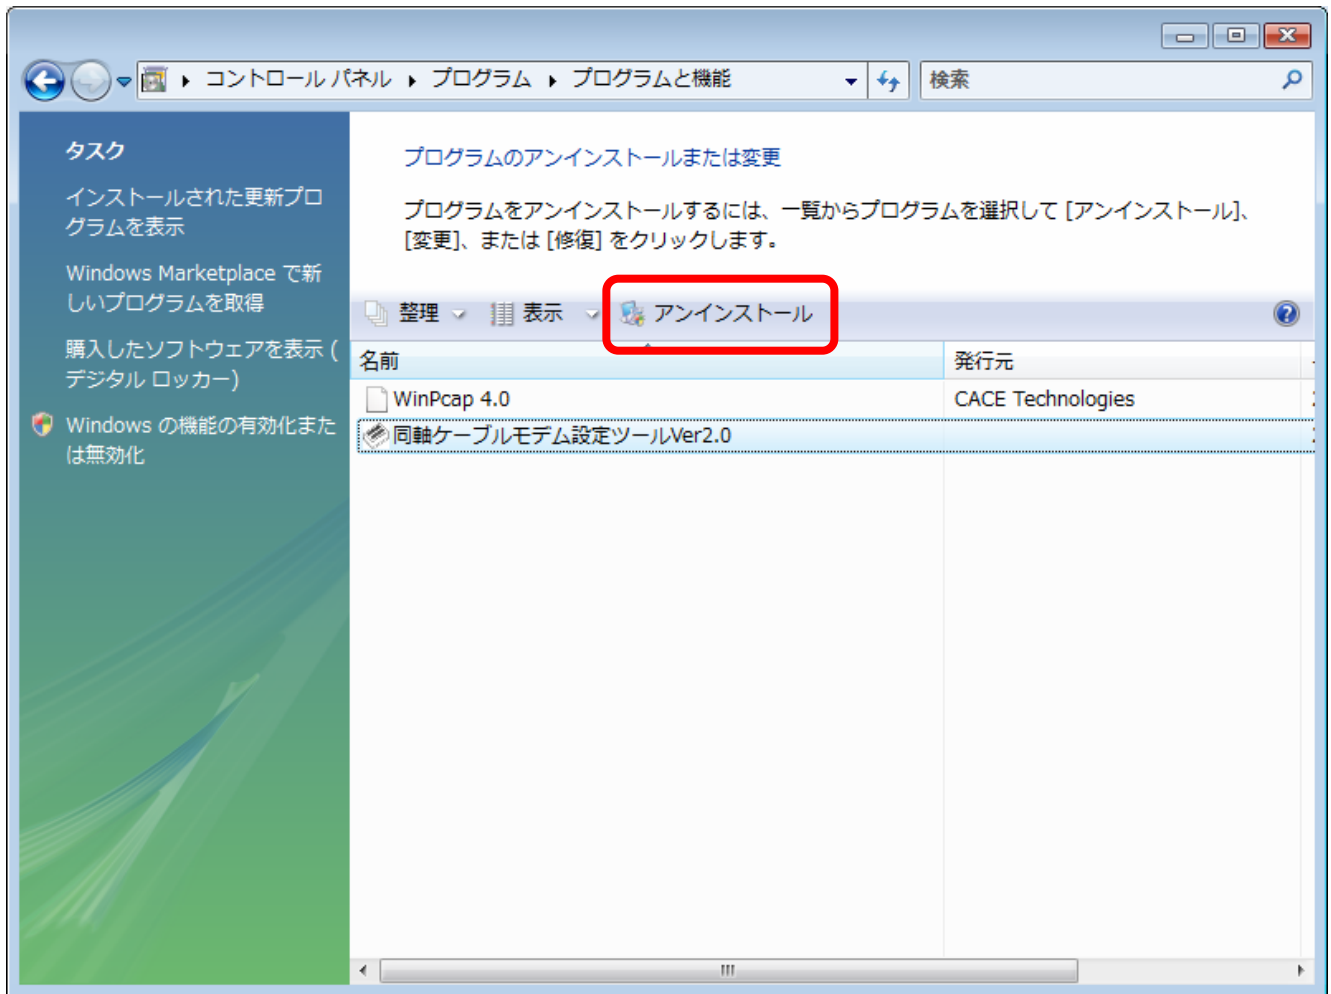 コントロール パネル プログラム プログラムと機能
検索
タスク
インストールされた更新プロ
グラムを表示
Windows Marketplace で新
しいプログラムを取得
購入したソフトウェアを表示 (
デジタル ロッカー)
Windows の機能の有効化また
は無効化
プログラムのアンインストールまたは変更
プログラムをアンインストールするには、一覧からプログラムを選択して [アンインストール]、
[変更]、または [修復] をクリックします。
整理 表示 アンインストール
名前 発行元
WinPcap 4.0 CACE Technologies
同軸ケーブルモデム設定ツールVer2.0